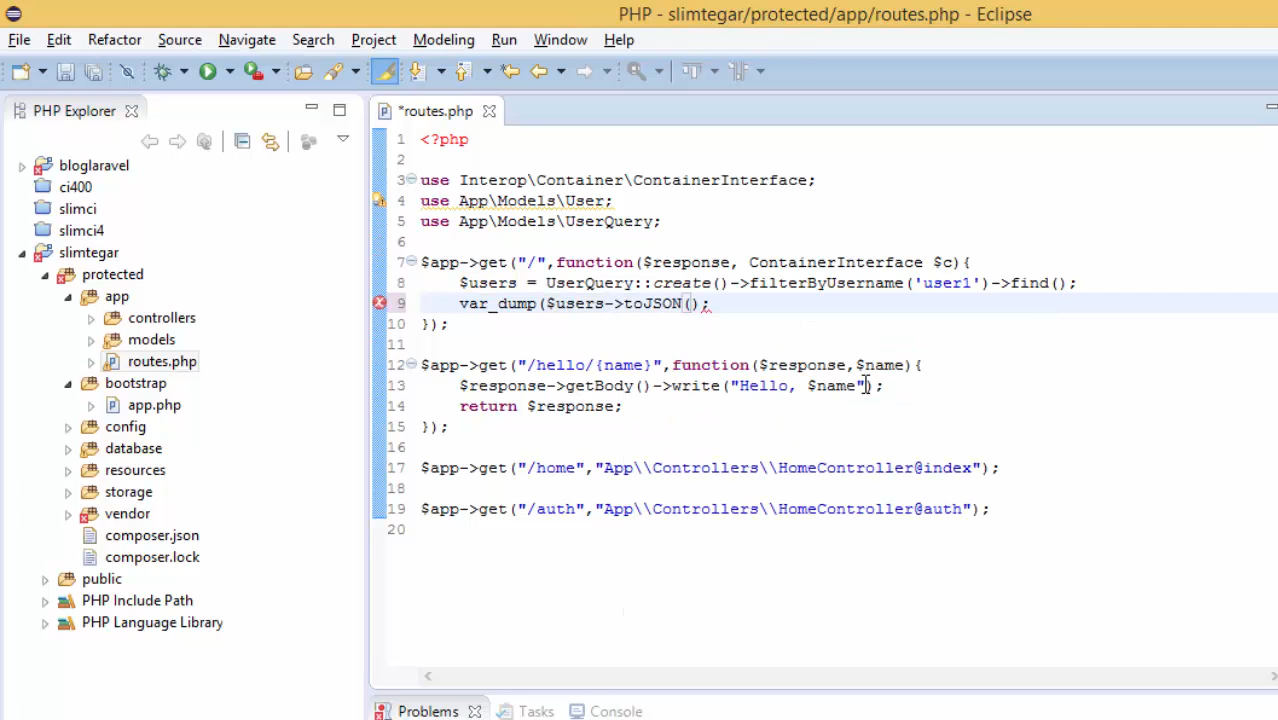 PHP - slimtegar/protected/app/routes.php - Eclipse
File Edit Refactor Source Navigate Search Project Modeling Run Window Help
PHP Explorer
bloglaravel
ci400
slimci
slimci4
slimtegar
protected
app
controllers
models
routes.php
bootstrap
app.php
config
database
resources
storage
vendor
composer.json
composer.lock
public
PHP Include Path
PHP Language Library
*routes.php
1 <?php
2
3 use Interop\Container\ContainerInterface;
4 use App\Models\User;
5 use App\Models\UserQuery;
6
7 $app->get("/",function($response, ContainerInterface $c){
8 $users = UserQuery::create()->filterByUsername('user1')->find();
9 var_dump($users->toJSON();
10 });
11
12 $app->get("/hello/{name}",function($response,$name){
13 $response->getBody()->write("Hello, $name");
14 return $response;
15 });
16
17 $app->get("/home","App\\Controllers\\HomeController@index");
18
19 $app->get("/auth","App\\Controllers\\HomeController@auth");
20
Problems Tasks Console